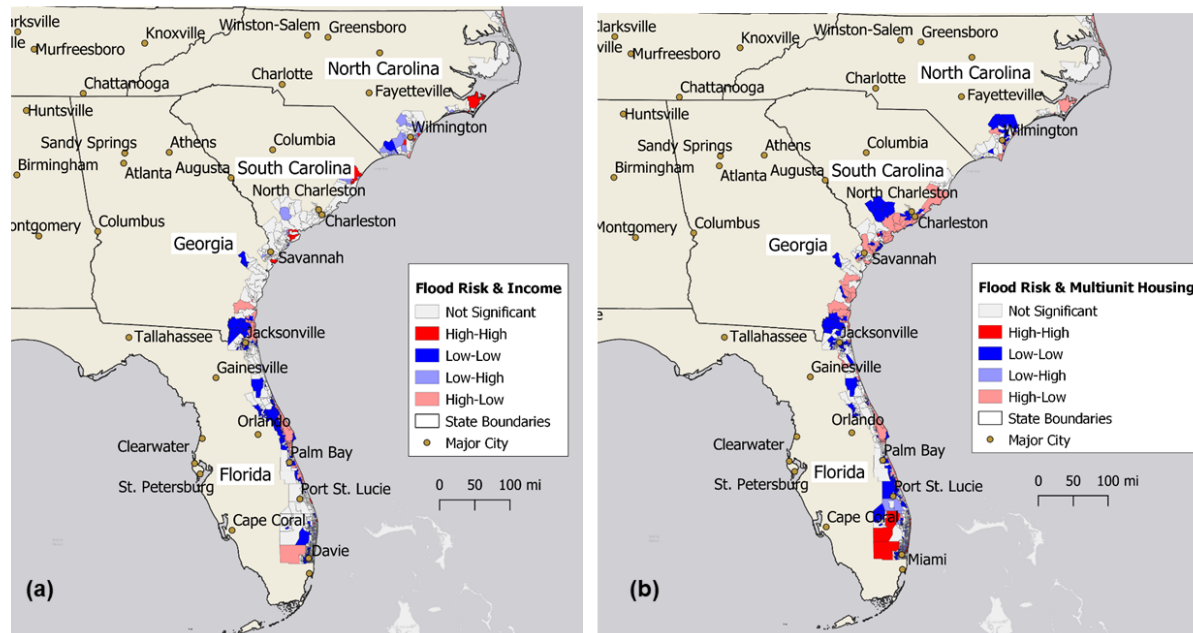 larksville
ville
Murfreesboro
Knoxville
Winston-Salem
Greensboro
North Carolina
Chattanooga
Charlotte
Fayetteville
Huntsville
Wilmington
Sandy Springs
Athens
Columbia
Birmingham
Atlanta
Augusta
South Carolina
North Charleston
Charleston
ontgomery
Columbus
Georgia
Savannah
Flood Risk & Income
Not Significant
High-High
Low-Low
Low-High
High-Low
State Boundaries
Major City
Tallahassee
Jacksonville
Gainesville
Orlando
Clearwater
Palm Bay
Florida
St. Petersburg
Port St. Lucie
0 50 100 mi
Cape Coral
Davie
(a)
Clarksville
lle
Murfreesboro
Knoxville
Winston-Salem
Greensboro
North Carolina
Chattanooga
Charlotte
Fayetteville
Huntsville
Wilmington
Sandy Springs
Athens
Columbia
Birmingham
Atlanta
Augusta
South Carolina
North Charleston
Charleston
Montgomery
Columbus
Georgia
Savannah
Flood Risk & Multiunit Housing
Not Significant
High-High
Low-Low
Low-High
High-Low
State Boundaries
Major City
e
Tallahassee
Jacksonville
Gainesville
Orlando
Clearwater
Palm Bay
Florida
St. Petersburg
Port St. Lucie
0 50 100 mi
Cape Coral
Miami
(b)